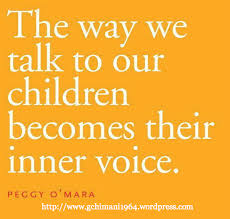 The way we
talk to our
children
becomes their
inner voice.
PEGGY O'MARA
http://www.gchimani1964.wordpress.com